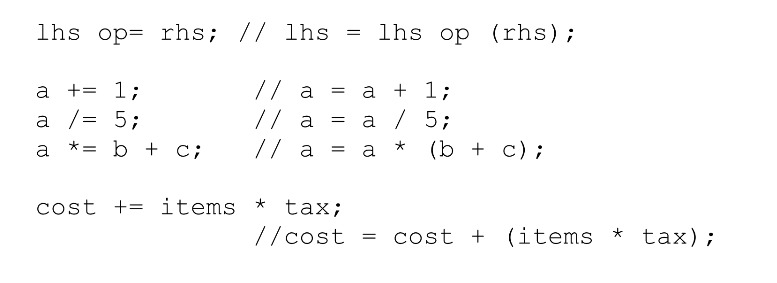 lhs op= rhs; // lhs = lhs op (rhs);
a += 1; // a = a + 1;
a /= 5; // a = a / 5;
a *= b + c; // a = a * (b + c);
cost += items * tax;
//cost = cost + (items * tax);